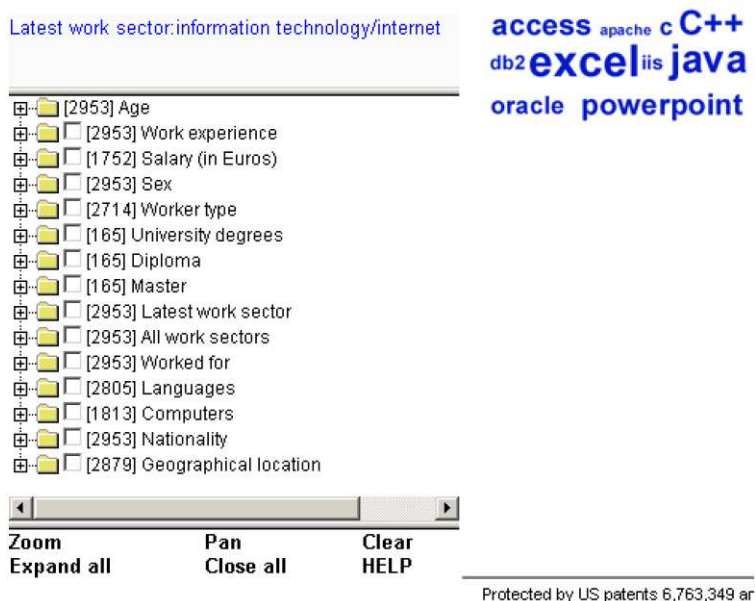 Latest work sector:information technology/internet
[2953] Age
[2953] Work experience
[1752] Salary (in Euros)
[2953] Sex
[2714] Worker type
[165] University degrees
[165] Diploma
[165] Master
[2953] Latest work sector
[2953] All work sectors
[2953] Worked for
[2805] Languages
[1813] Computers
[2953] Nationality
[2879] Geographical location
Zoom Pan Clear
Expand all Close all HELP
access apache c C++
db2 excel iis java
oracle powerpoint
Protected by US patents 6,763,349 ar